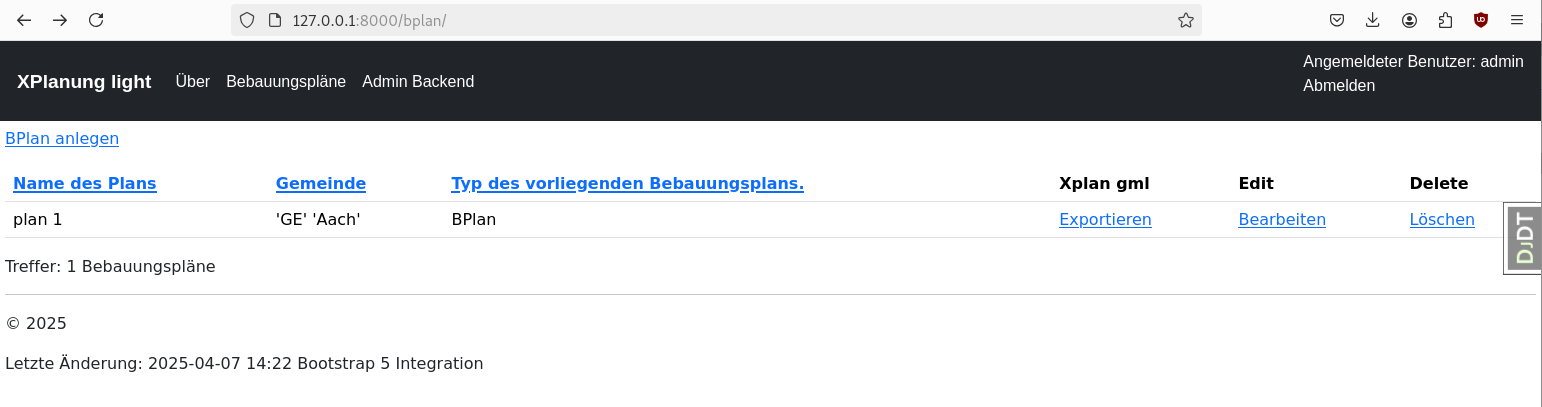 127.0.0.1:8000/bplan/
XPlanung light Über Bebauungspläne Admin Backend
Angemeldeter Benutzer: admin
Abmelden
BPlan anlegen
Name des Plans Gemeinde Typ des vorliegenden Bebauungsplans. Xplan gml Edit Delete
plan 1 'GE' 'Aach' BPlan Exportieren Bearbeiten Löschen
DJDT
Treffer: 1 Bebauungspläne
© 2025
Letzte Änderung: 2025-04-07 14:22 Bootstrap 5 Integration